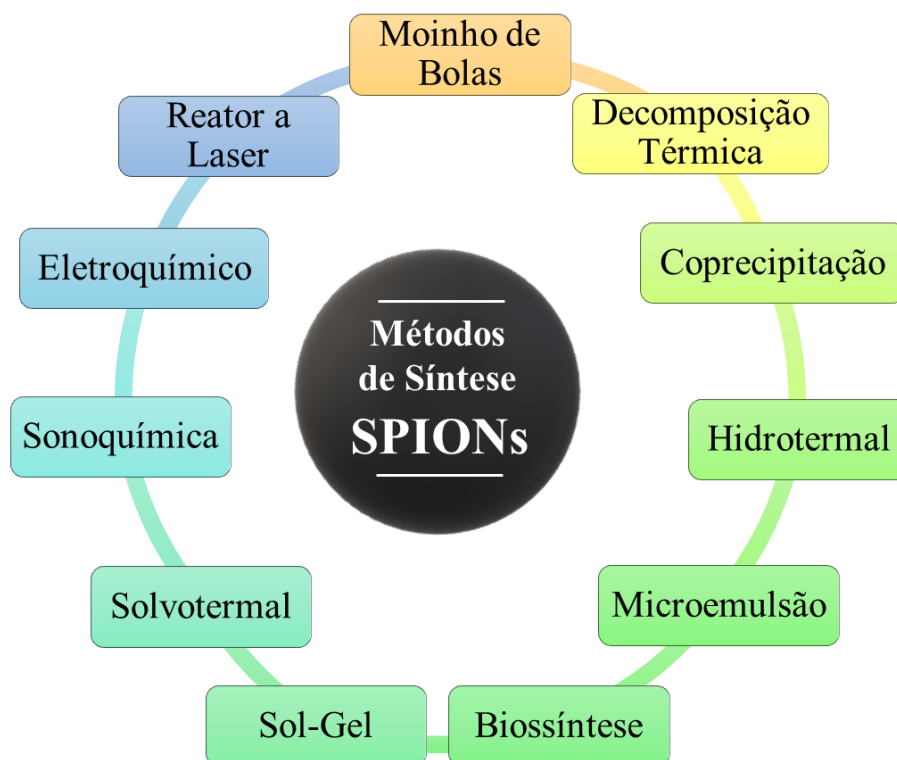 Moinho de
Bolas
Decomposição
Térmica
Coprecipitação
Hidrotermal
Microemulsão
Biossíntese
Sol-Gel
Solvotermal
Sonoquímica
Eletroquímico
Reator a
Laser
Métodos
de Síntese
SPIONs